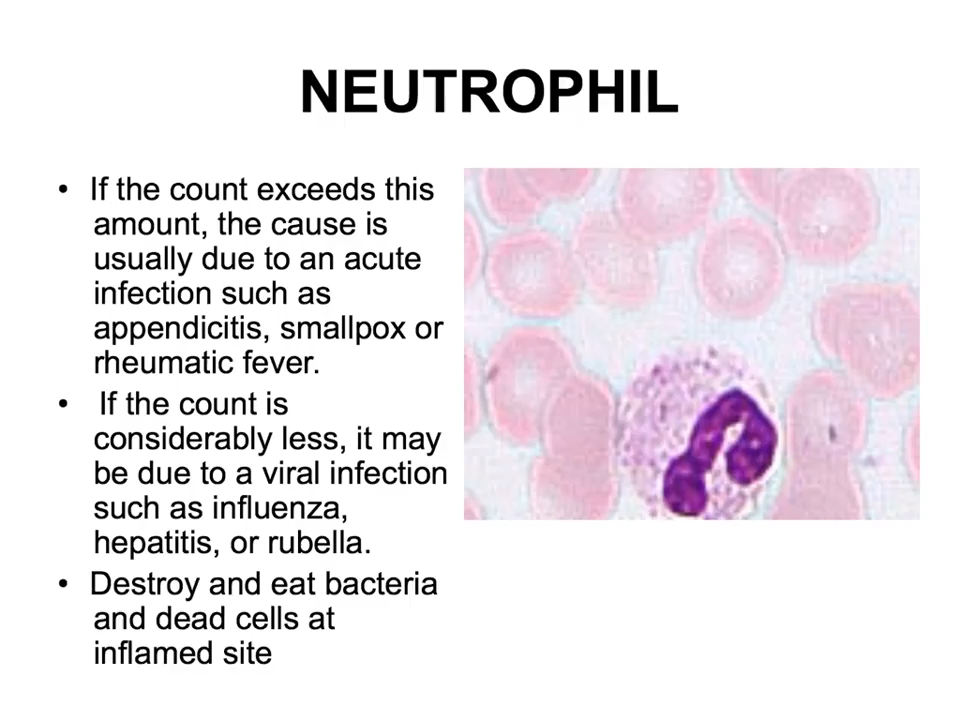 NEUTROPHIL
• If the count exceeds this
amount, the cause is
usually due to an acute
infection such as
appendicitis, smallpox or
rheumatic fever.
• If the count is
considerably less, it may
be due to a viral infection
such as influenza,
hepatitis, or rubella.
• Destroy and eat bacteria
and dead cells at
inflamed site